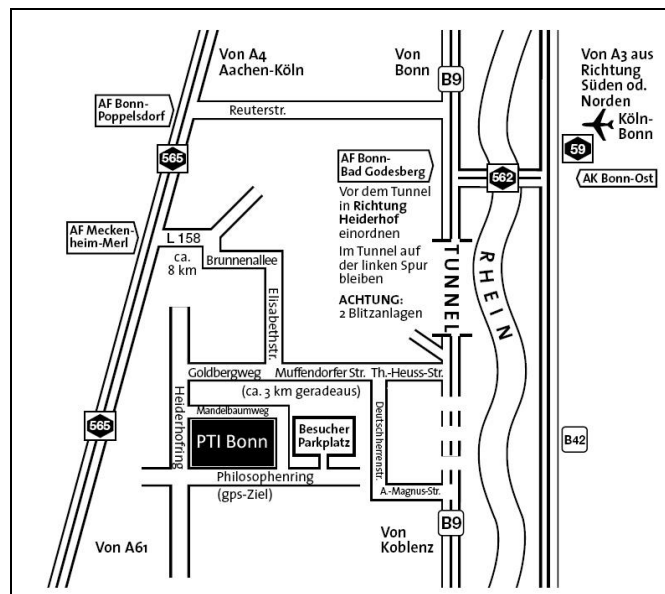 Von A4
Aachen-Köln
Von
Bonn
B9
Von A3 aus
Richtung
Süden od.
Norden
Köln-
Bonn
59
AF Bonn-
Poppelsdorf
Reuterstr.
565
AF Bonn-
Bad Godesberg
562
AK Bonn-Ost
Vor dem Tunnel
in Richtung
Heiderhof
einordnen
Im Tunnel auf
der linken Spur
bleiben
ACHTUNG:
2 Blitzanlagen
TUNNEL
RHEIN
AF Mecken-
heim-Merl
L 158
ca.
8 km
Brunnenallee
Elisabethstr.
Goldbergweg
Muffendorfer Str.
Th.-Heuss-Str.
(ca. 3 km geradeaus)
Heiderhofring
Mandelbaumweg
PTI Bonn
Besucher
Parkplatz
Deutschherrenstr.
565
B42
Philosophenring
(gps-Ziel)
A.-Magnus-Str.
Von A61
Von
Koblenz
B9